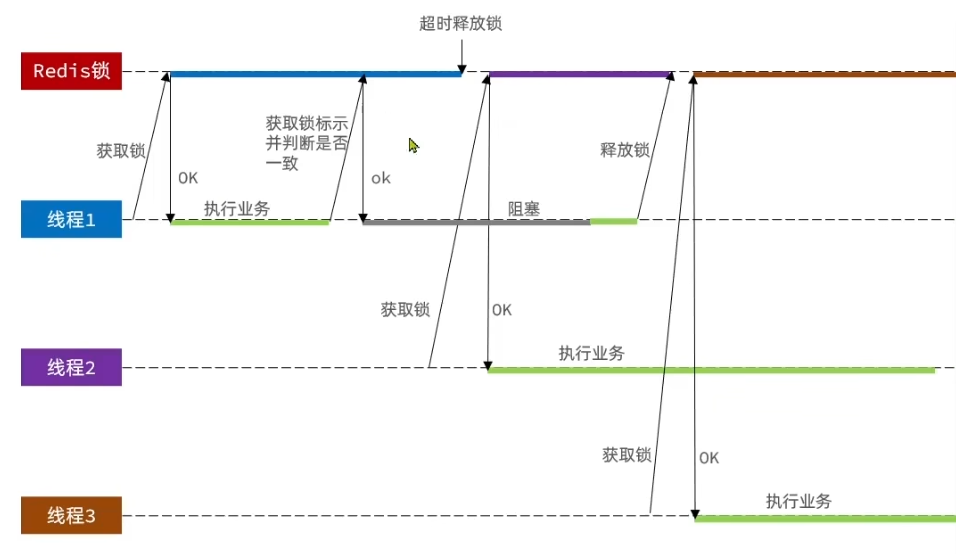 超时释放锁
Redis锁
获取锁标示
并判断是否
一致
获取锁
释放锁
OK
ok
执行业务
阻塞
线程1
获取锁
OK
执行业务
线程2
获取锁
OK
执行业务
线程3